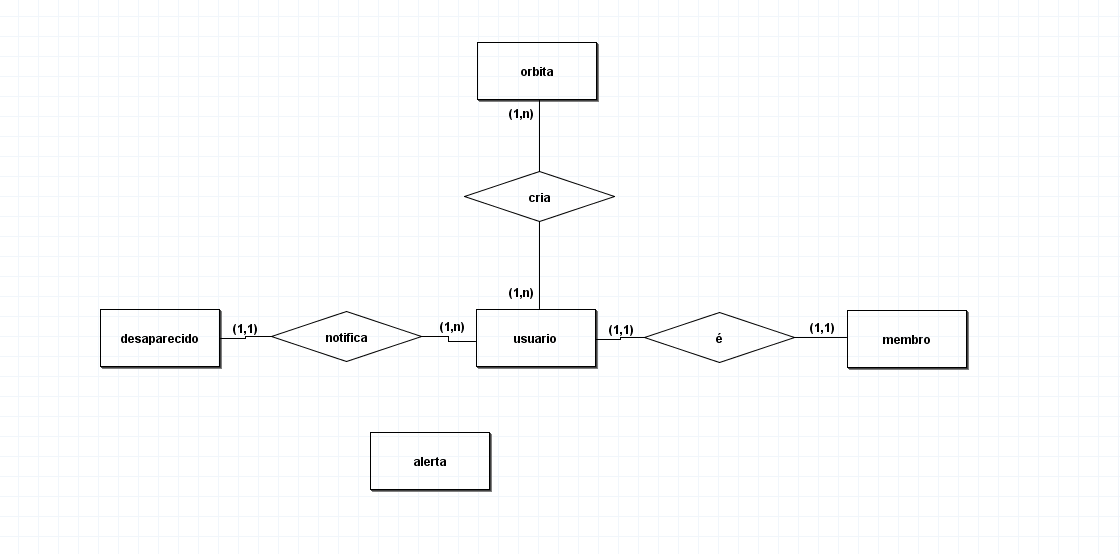 orbita
(1,n)
cria
(1,n)
desaparecido
(1,1)
notifica
(1,n)
usuario
(1,1)
é
(1,1)
membro
alerta